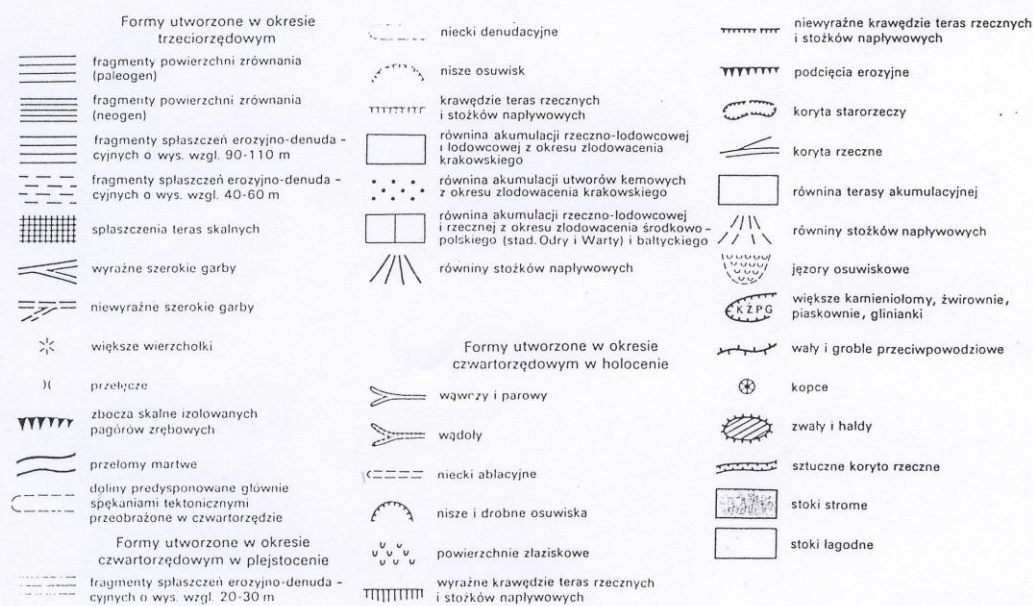 Formy utworzone w okresie
trzeciorzędowym
fragmenty powierzchni zrównania
(paleogen)
fragmenty powierzchni zrównania
(neogen)
fragmenty spłaszczeń erozyjno-denuda -
cyjnych o wys. wzgl. 90-110 m
fragmenty spłaszczeń erozyjno-denuda -
cyjnych o wys. wzgl. 40-60 m
spłaszczenia teras skalnych
wyraźne szerokie garby
niewyraźne szerokie garby
większe wierzchołki
przełęcze
zbocza skalne izolowanych
pagórów zrębowych
przełomy martwe
doliny predysponowane głównie
spękaniami tektonicznymi
przeobrażone w czwartorzędzie
Formy utworzone w okresie
czwartorzędowym w plejstocenie
fragmenty spłaszczeń erozyjno-denuda -
cyjnych o wys. wzgl. 20-30 m
niecki denudacyjne
nisze osuwisk
krawędzie teras rzecznych
i stożków napływowych
równina akumulacji rzeczno-lodowcowej
i lodowcowej z okresu zlodowacenia
krakowskiego
równina akumulacji utworów kemowych
z okresu zlodowacenia krakowskiego
równina akumulacji rzeczno-lodowcowej
i rzecznej z okresu zlodowacenia środkowo -
polskiego (stad. Odry i Warty) i bałtyckiego
równiny stożków napływowych
Formy utworzone w okresie
czwartorzędowym w holocenie
wąwozy i parowy
wądoły
niecki ablacyjne
nisze i drobne osuwiska
powierzchnie złaziskowe
wyraźne krawędzie teras rzecznych
i stożków napływowych
niewyraźne krawędzie teras rzecznych
i stożków napływowych
podcięcia erozyjne
koryta starorzeczy
koryta rzeczne
równina terasy akumulacyjnej
równiny stożków napływowych
jęzory osuwiskowe
KŻPG
większe kamieniołomy, żwirownie,
piaskownie, glinianki
wały i groble przeciwpowodziowe
kopce
zwały i hałdy
sztuczne koryto rzeczne
stoki strome
stoki łagodne